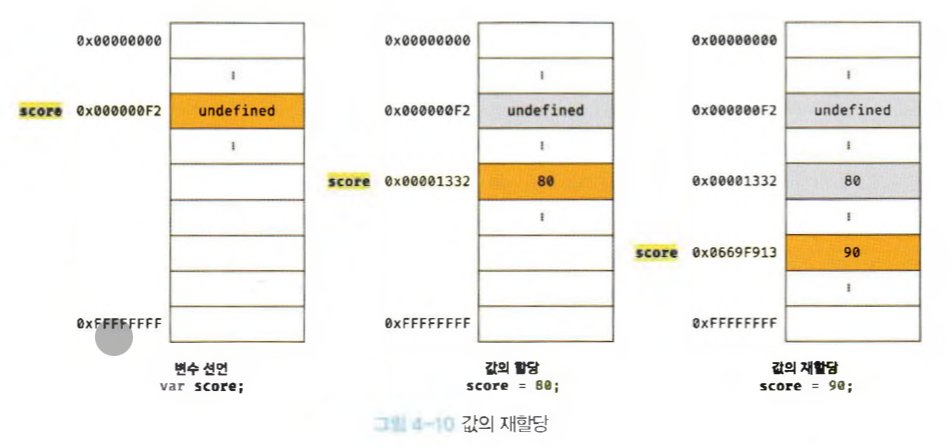 0x00000000
score 0x000000F2 undefined
0xFFFFFFFF
변수 선언
var score;
0x00000000
0x000000F2 undefined
score 0x00001332 80
0xFFFFFFFF
값의 할당
score = 80;
0x00000000
0x000000F2 undefined
0x00001332 80
score 0x0669F913 90
0xFFFFFFFF
값의 재할당
score = 90;
그림 4-10 값의 재할당